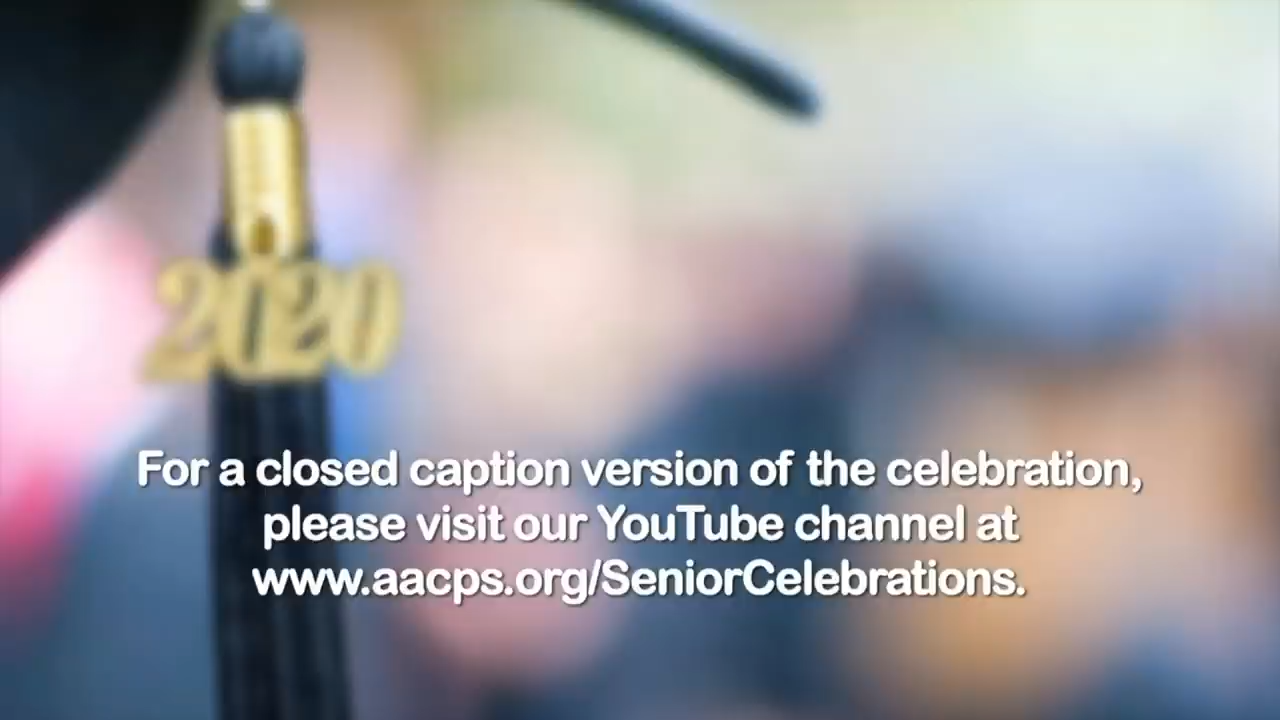 2020
For a closed caption version of the celebration,
please visit our YouTube channel at
www.aacps.org/SeniorCelebrations.